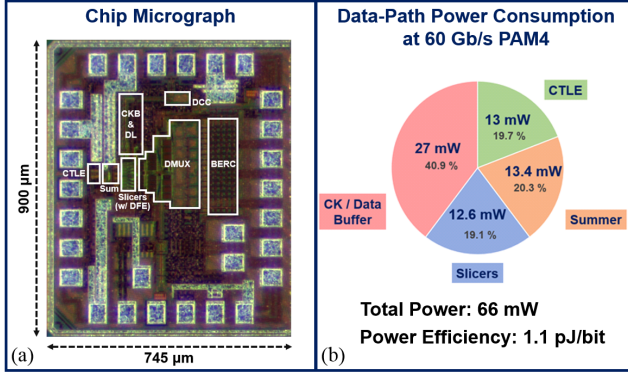 Chip Micrograph
900 µm
CKB
&
DL
DCC
CTLE
Sum
Slicers
(w/ DFE)
DMUX
BERC
(a)
745 µm
Data-Path Power Consumption
at 60 Gb/s PAM4
CTLE
13 mW
19.7 %
27 mW
40.9 %
13.4 mW
20.3 %
CK / Data
Buffer
12.6 mW
19.1 %
Summer
Slicers
Total Power: 66 mW
Power Efficiency: 1.1 pJ/bit
(b)